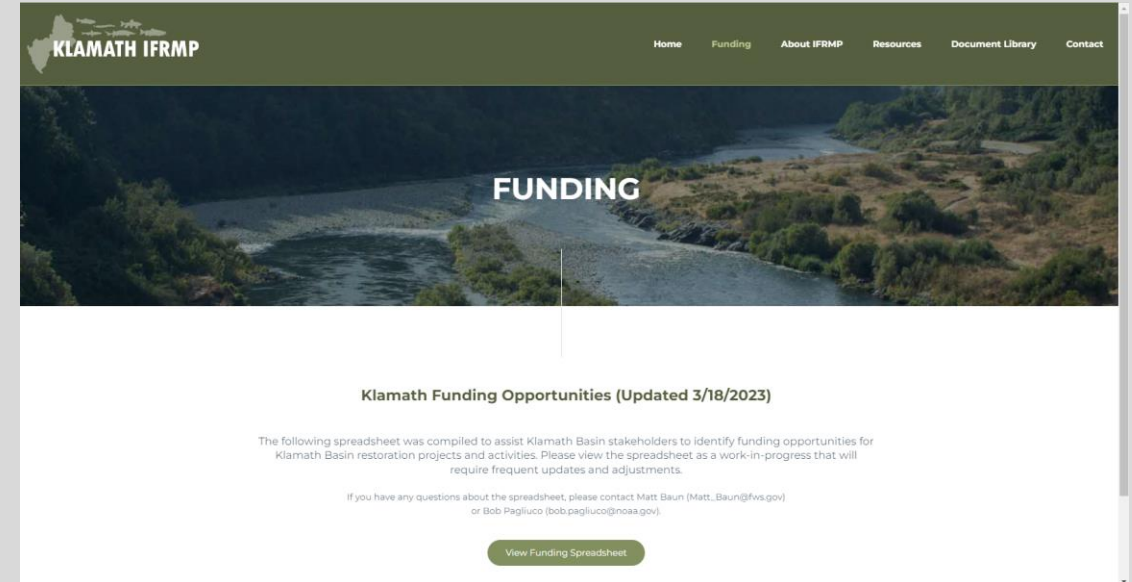 KLAMATH IFRMP
Home Funding About IFRMP Resources Document Library Contact
FUNDING
Klamath Funding Opportunities (Updated 3/18/2023)
The following spreadsheet was compiled to assist Klamath Basin stakeholders to identify funding opportunities for
Klamath Basin restoration projects and activities. Please view the spreadsheet as a work-in-progress that will
require frequent updates and adjustments.
If you have any questions about the spreadsheet, please contact Matt Baun (Matt_Baun@fws.gov)
or Bob Pagliuco (bob.pagliuco@noaa.gov).
View Funding Spreadsheet